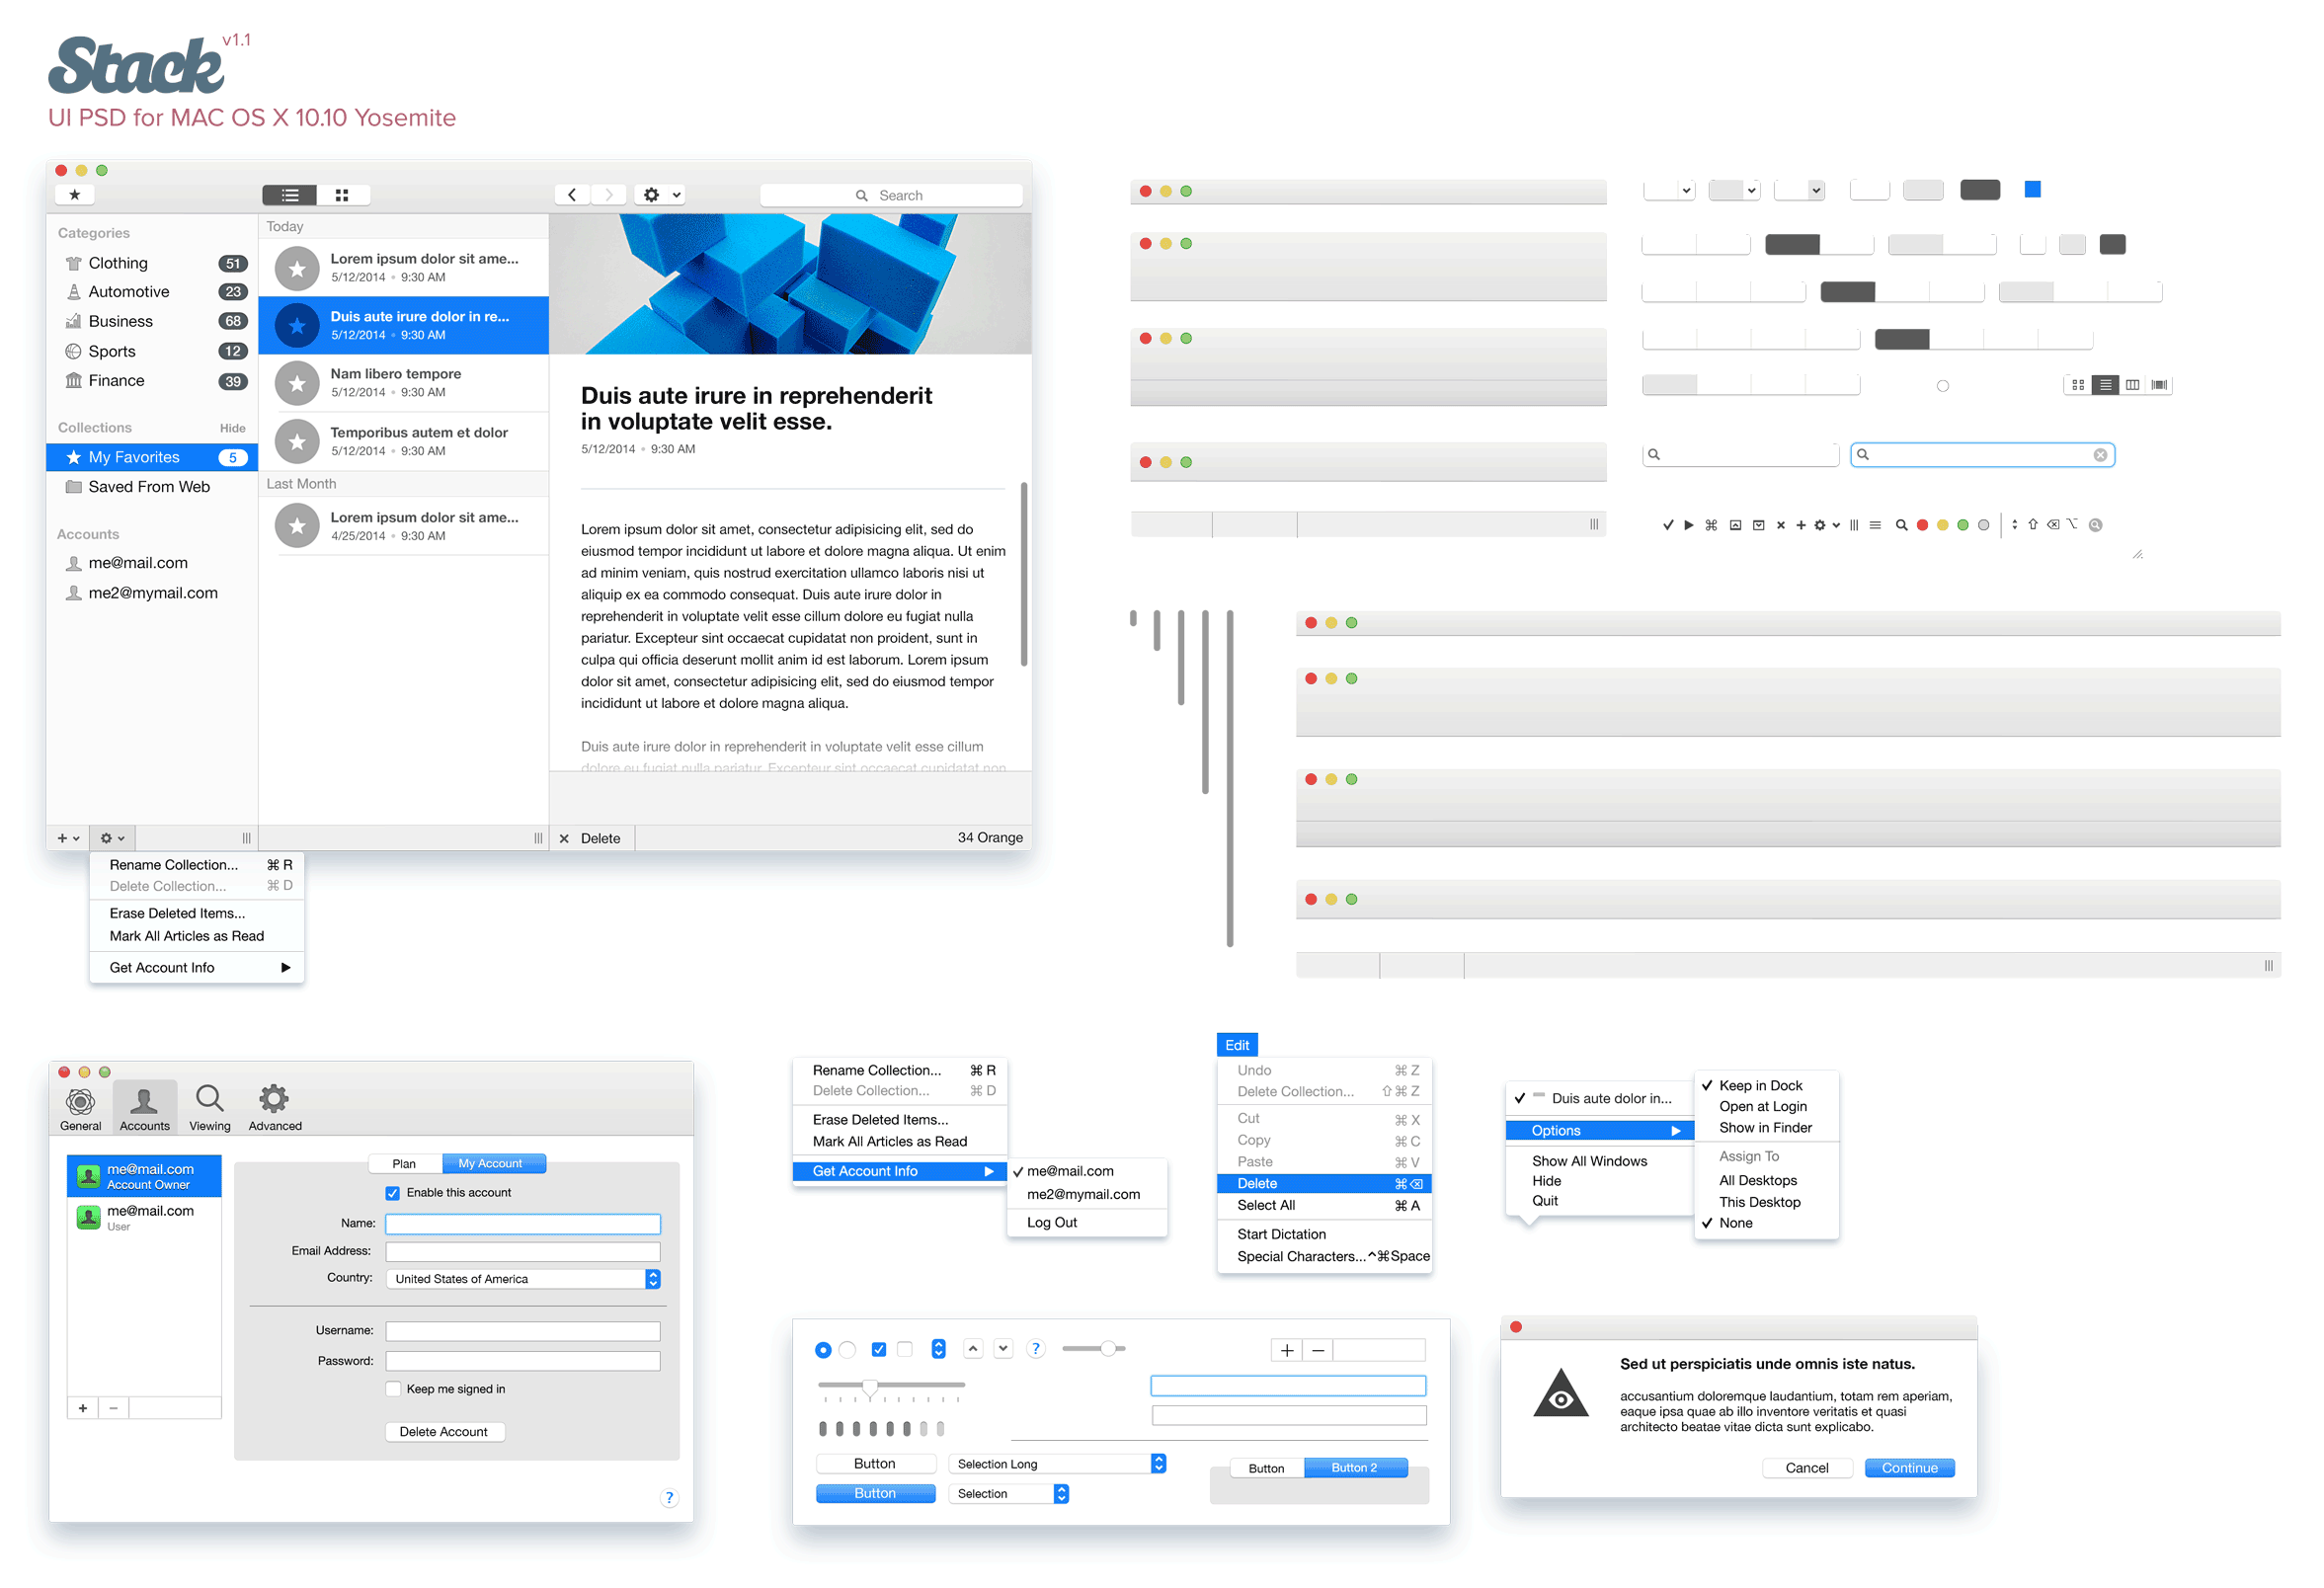 Stack v1.1
UI PSD for MAC OS X 10.10 Yosemite
Search
Categories
Clothing 51
Automotive 23
Business 68
Sports 12
Finance 39
Collections Hide
My Favorites 5
Saved From Web
Accounts
me@mail.com
me2@mymail.com
Today
Lorem ipsum dolor sit ame...
5/12/2014 • 9:30 AM
Duis aute irure dolor in re...
5/12/2014 • 9:30 AM
Nam libero tempore
5/12/2014 • 9:30 AM
Temporibus autem et dolor
5/12/2014 • 9:30 AM
Last Month
Lorem ipsum dolor sit ame...
4/25/2014 • 9:30 AM
Duis aute irure in reprehenderit
in voluptate velit esse.
5/12/2014 • 9:30 AM
Lorem ipsum dolor sit amet, consectetur adipisicing elit, sed do
eiusmod tempor incididunt ut labore et dolore magna aliqua. Ut enim
ad minim veniam, quis nostrud exercitation ullamco laboris nisi ut
aliquip ex ea commodo consequat. Duis aute irure dolor in
reprehenderit in voluptate velit esse cillum dolore eu fugiat nulla
pariatur. Excepteur sint occaecat cupidatat non proident, sunt in
culpa qui officia deserunt mollit anim id est laborum. Lorem ipsum
dolor sit amet, consectetur adipisicing elit, sed do eiusmod tempor
incididunt ut labore et dolore magna aliqua.
Duis aute irure dolor in reprehenderit in voluptate velit esse cillum
dolore eu fugiat nulla pariatur. Excepteur sint occaecat cupidatat non
Delete
34 Orange
Rename Collection... ⌘ R
Delete Collection... ⌘ D
Erase Deleted Items...
Mark All Articles as Read
Get Account Info
General
Accounts
Viewing
Advanced
me@mail.com
Account Owner
me@mail.com
User
Plan
My Account
Enable this account
Name:
Email Address:
Country: United States of America
Username:
Password:
Keep me signed in
Delete Account
?
Rename Collection... ⌘ R
Delete Collection... ⌘ D
Erase Deleted Items...
Mark All Articles as Read
Get Account Info
me@mail.com
me2@mymail.com
Log Out
Edit
Undo ⌘ Z
Delete Collection... ⇧ ⌘ Z
Cut ⌘ X
Copy ⌘ C
Paste ⌘ V
Delete ⌘⌫
Select All ⌘ A
Start Dictation
Special Characters...^⌘Space
Duis aute dolor in...
Options
Show All Windows
Hide
Quit
Keep in Dock
Open at Login
Show in Finder
Assign To
All Desktops
This Desktop
None
?
Button
Selection Long
Button
Selection
Button
Button 2
Sed ut perspiciatis unde omnis iste natus.
accusantium doloremque laudantium, totam rem aperiam,
eaque ipsa quae ab illo inventore veritatis et quasi
architecto beatae vitae dicta sunt explicabo.
Cancel
Continue